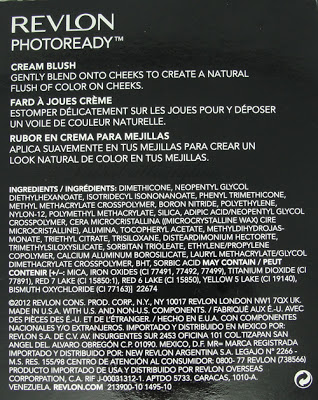 REVLON
PHOTOREADY™
CREAM BLUSH
GENTLY BLEND ONTO CHEEKS TO CREATE A NATURAL
FLUSH OF COLOR ON CHEEKS.
FARD À JOUES CRÈME
ESTOMPER DÉLICATEMENT SUR LES JOUES POUR Y DÉPOSER
UN VOILE DE COULEUR NATURELLE.
RUBOR EN CREMA PARA MEJILLAS
APLICA SUAVEMENTE EN TUS MEJILLAS PARA CREAR UN
LOOK NATURAL DE COLOR EN TUS MEJILLAS.
INGREDIENTS / INGRÉDIENTS: DIMETHICONE, NEOPENTYL GLYCOL
DIETHYLHEXANOATE, ISOTRIDECYL ISONONANOATE, PHENYL TRIMETHICONE,
METHYL METHACRYLATE CROSSPOLYMER, BORON NITRIDE, POLYETHYLENE,
NYLON-12, POLYMETHYL METHACRYLATE, SILICA, ADIPIC ACID/NEOPENTYL GLYCOL
CROSSPOLYMER, CERA MICROCRISTALLINA ((MICROCRYSTALLINE WAX) CIRE
MICROCRISTALLINE), ALUMINA, TOCOPHERYL ACETATE, METHYLDIHYDROJAS-
MONATE, TRIETHYL CITRATE, TRISILOXANE, DISTEARDIMONIUM HECTORITE,
TRIMETHYLSILOXYSILICATE, SORBITAN TRIOLEATE, ETHYLENE/PROPYLENE
COPOLYMER, CALCIUM ALUMINUM BOROSILICATE, LAURYL METHACRYLATE/GLYCOL
DIMETHACRYLATE CROSSPOLYMER, BHT, SORBIC ACID MAY CONTAIN / PEUT
CONTENIR [+/–: MICA, IRON OXIDES (CI 77491, 77492, 77499), TITANIUM DIOXIDE (CI
77891), RED 7 LAKE (CI 15850:1), RED 6 LAKE (CI 15850), YELLOW 5 LAKE (CI 19140),
BISMUTH OXYCHLORIDE (CI 77163)] 22674
©2012 REVLON CONS. PROD. CORP., N.Y., NY 10017 REVLON LONDON NW1 7QX UK.
MADE IN U.S.A. WITH U.S. AND NON-U.S. COMPONENTS. / FABRIQUÉ AUX É.-U. AVEC
DES PIÈCES DES É.-U. ET DE L'ÉTRANGER. / HECHO EN E.U.A. CON COMPONENTES
NACIONALES Y/O EXTRANJEROS. IMPORTADO Y DISTRIBUIDO EN MEXICO POR:
REVLON S.A. DE C.V. AV. INSURGENTES SUR 2453 OFICINA 101 COL. TIZAPAN SAN
ANGEL DEL. ALVARO OBREGON C.P. 01090, MEXICO, D.F. MR= MARCA REGISTRADA
IMPORTADO Y DISTRIBUIDO POR: NEW REVLON ARGENTINA S.A. LEGAJO N° 2266 -
M.S. RES. 155/98 CENTRO DE ATENCIÓN AL CONSUMIDOR: 0800- 77 REVLON (738566)
PRODUCTO IMPORTADO DE USA Y DISTRIBUIDO POR REVLON OVERSEAS
CORPORATION, C.A. RIF J-00031312-1. APTDO 5733. CARACAS, 1010-A.
VENEZUELA. REVLON.COM 213900-10 1495-10